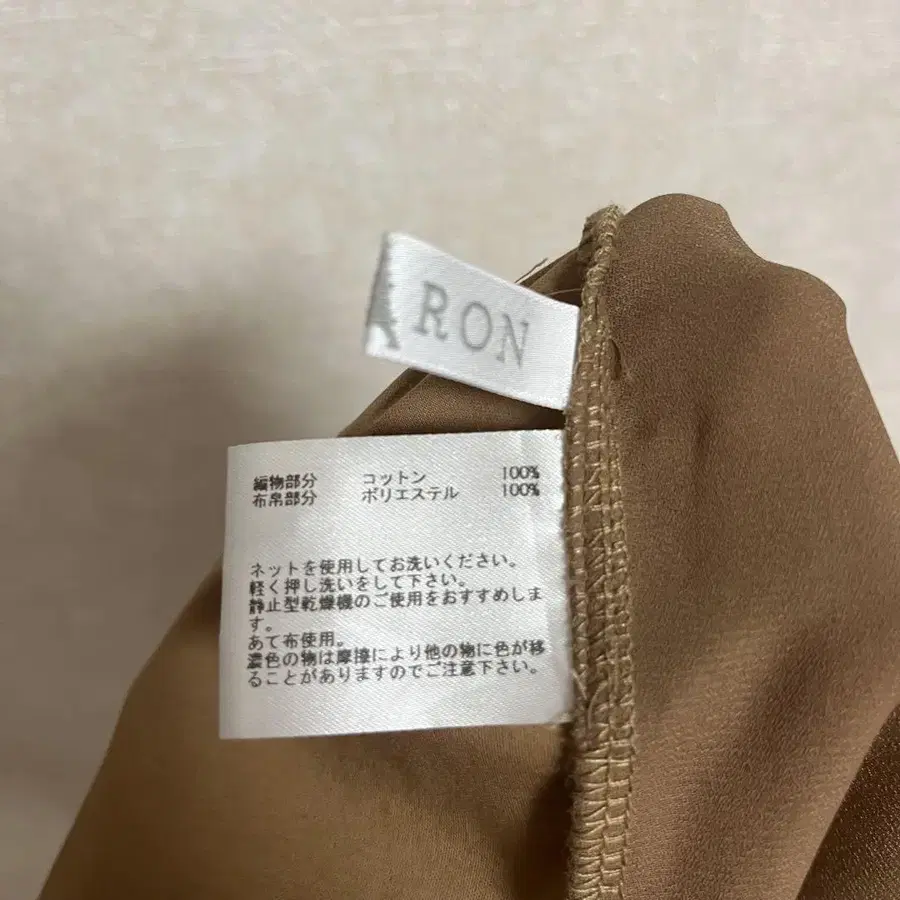 RON
編物部分 コットン 100%
布帛部分 ポリエステル 100%
ネットを使用してお洗いください。
軽く押し洗いをして下さい。
静止型乾燥機のご使用をおすすめしま
す。
あて布使用。
濃色の物は摩擦により他の物に色が移
ることがありますのでご注意下さい。